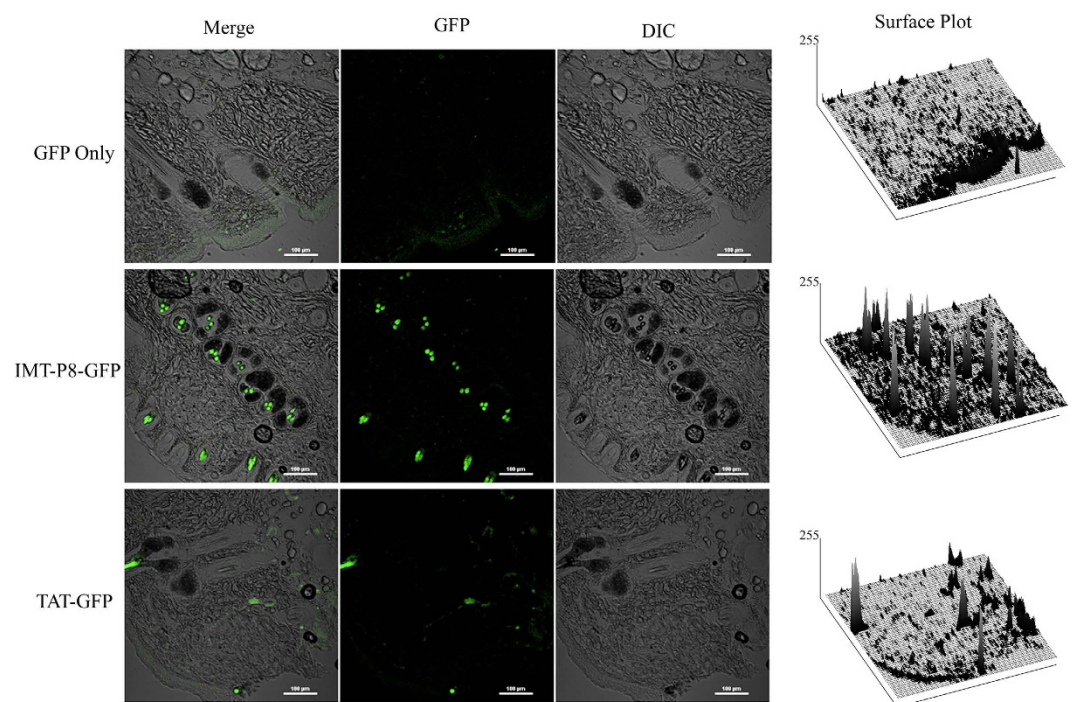 Merge GFP DIC Surface Plot
255
GFP Only
100 µm 100 µm 100 µm
255
IMT-P8-GFP
100 µm 100 µm 100 µm
255
TAT-GFP
100 µm 100 µm 100 µm